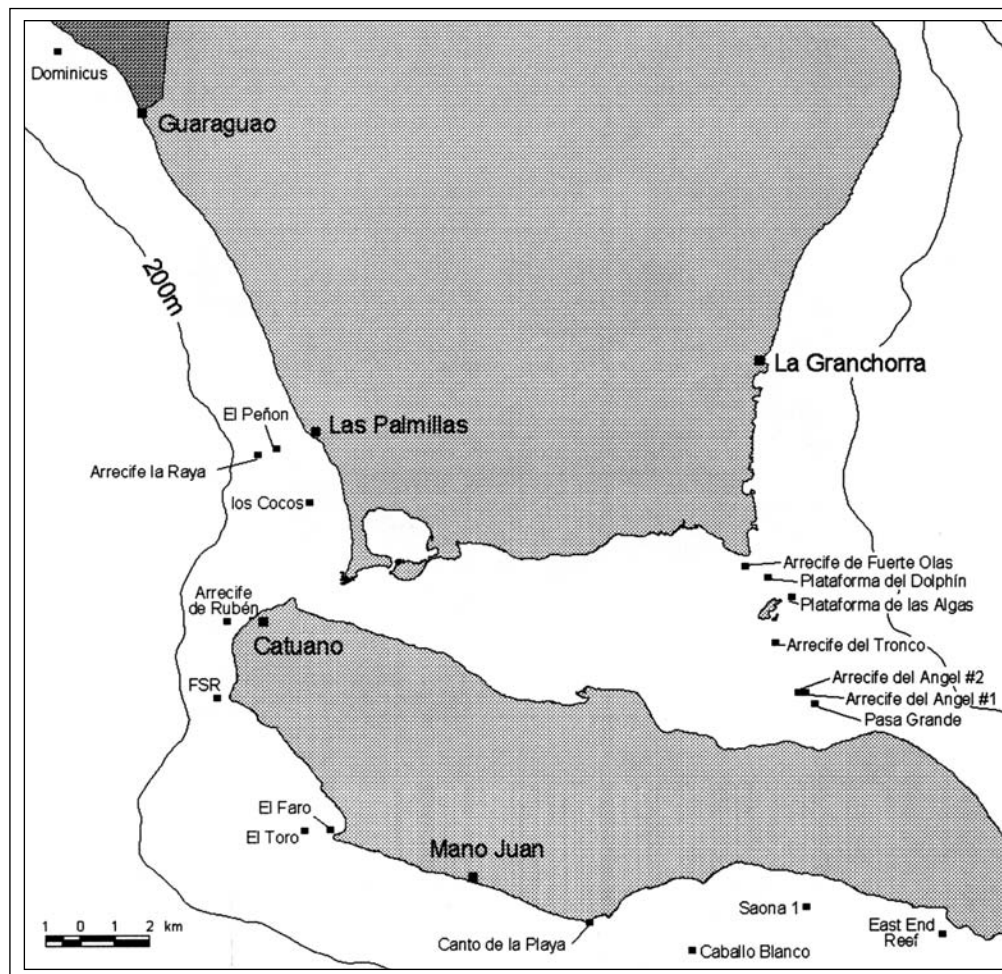 Dominicus
Guaraguao
200m
La Granchorra
El Peñon
Las Palmillas
Arrecife la Raya
los Cocos
Arrecife de Fuerte Olas
Plataforma del Dolphín
Arrecife
de Rubén
Plataforma de las Algas
Catuano
Arrecife del Tronco
Arrecife del Angel #2
FSR
Arrecife del Angel #1
Pasa Grande
El Faro
El Toro
Mano Juan
Saona 1
1 0 1 2 km
East End
Reef
Canto de la Playa
Caballo Blanco